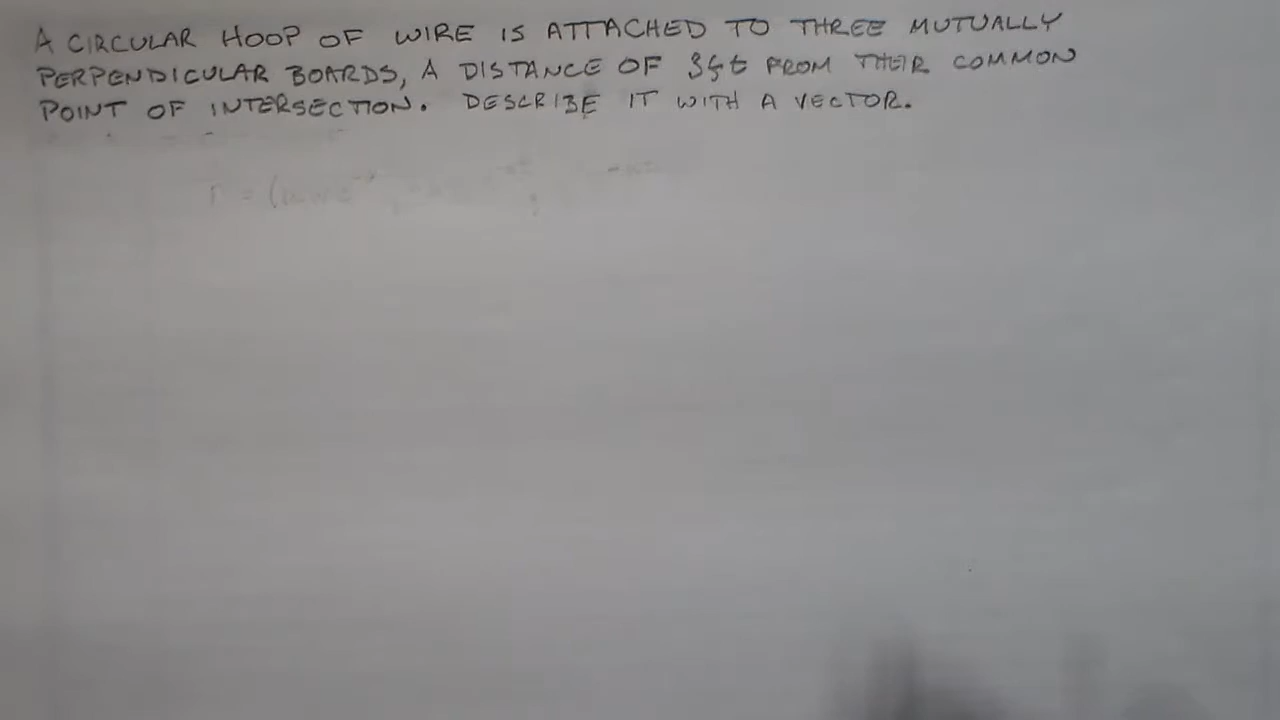 A CIRCULAR HOOP OF WIRE IS ATTACHED TO THREE MUTUALLY
PERPENDICULAR BOARDS, A DISTANCE OF 3ft FROM THEIR COMMON
POINT OF INTERSECTION. DESCRIBE IT WITH A VECTOR.